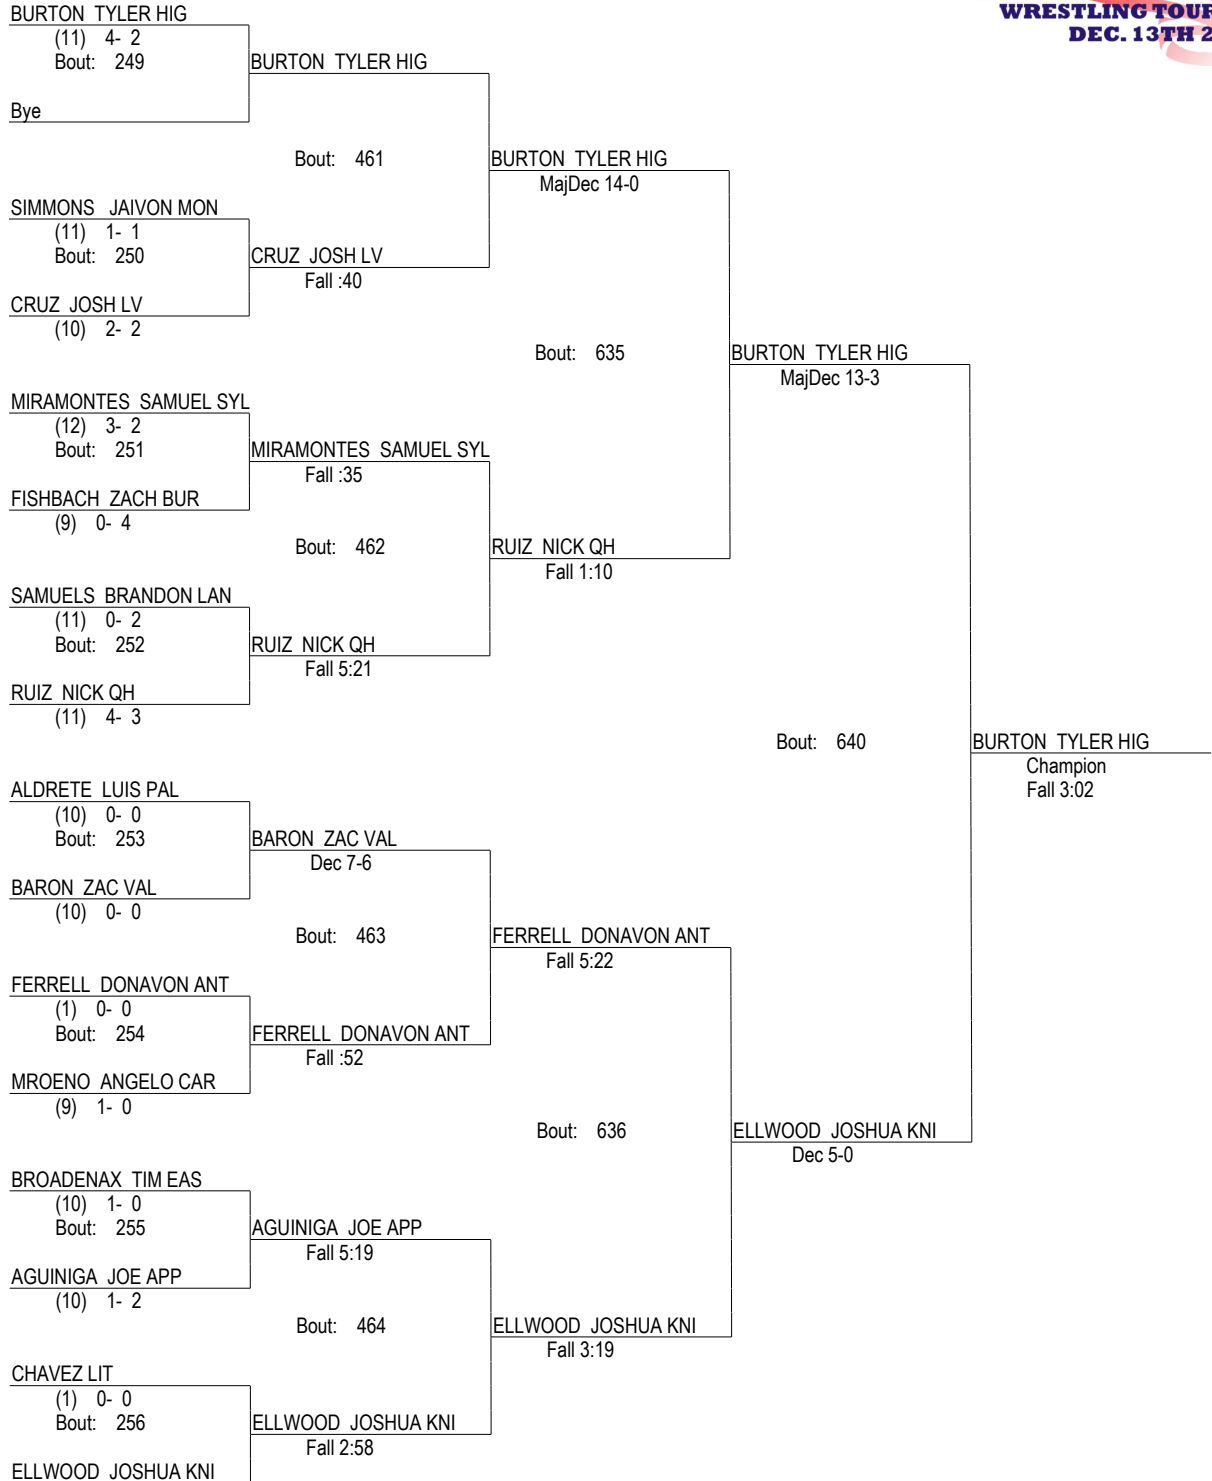 WRESTLING TOUR
DEC. 13TH 2
BURTON TYLER HIG
(11) 4- 2
Bout: 249
BURTON TYLER HIG
Bye
Bout: 461
BURTON TYLER HIG
MajDec 14-0
SIMMONS JAIVON MON
(11) 1- 1
Bout: 250
CRUZ JOSH LV
Fall :40
CRUZ JOSH LV
(10) 2- 2
Bout: 635
BURTON TYLER HIG
MajDec 13-3
MIRAMONTES SAMUEL SYL
(12) 3- 2
Bout: 251
MIRAMONTES SAMUEL SYL
Fall :35
FISHBACH ZACH BUR
(9) 0- 4
Bout: 462
RUIZ NICK QH
Fall 1:10
SAMUELS BRANDON LAN
(11) 0- 2
Bout: 252
RUIZ NICK QH
Fall 5:21
RUIZ NICK QH
(11) 4- 3
Bout: 640
BURTON TYLER HIG
Champion
Fall 3:02
ALDRETE LUIS PAL
(10) 0- 0
Bout: 253
BARON ZAC VAL
Dec 7-6
BARON ZAC VAL
(10) 0- 0
Bout: 463
FERRELL DONAVON ANT
Fall 5:22
FERRELL DONAVON ANT
(1) 0- 0
Bout: 254
FERRELL DONAVON ANT
Fall :52
MROENO ANGELO CAR
(9) 1- 0
Bout: 636
ELLWOOD JOSHUA KNI
Dec 5-0
BROADENAX TIM EAS
(10) 1- 0
Bout: 255
AGUINIGA JOE APP
Fall 5:19
AGUINIGA JOE APP
(10) 1- 2
Bout: 464
ELLWOOD JOSHUA KNI
Fall 3:19
CHAVEZ LIT
(1) 0- 0
Bout: 256
ELLWOOD JOSHUA KNI
Fall 2:58
ELLWOOD JOSHUA KNI